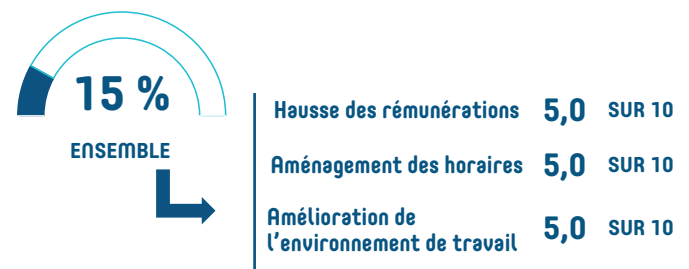 15 %
ENSEMBLE
Hausse des rémunérations 5,0 SUR 10
Aménagement des horaires 5,0 SUR 10
Amélioration de
l'environnement de travail 5,0 SUR 10